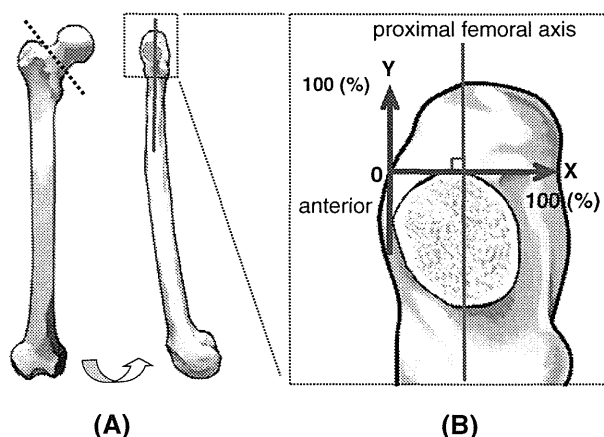 proximal femoral axis
Y
100 (%)
0
X
anterior
100 (%)
(A)
(B)